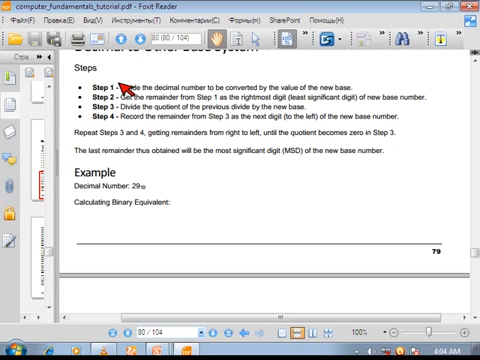 computer_fundamentals_tutorial.pdf - Foxit Reader
Файл(F) Правка(E) Вид(V) Инструменты(T) Комментарии(C) Формы(m) SharePoint Помощь(H)
80 (80 / 104)
Стра...
Decimal to Other Base System
Steps
Step 1 - Divide the decimal number to be converted by the value of the new base.
Step 2 - Get the remainder from Step 1 as the rightmost digit (least significant digit) of new base number.
Step 3 - Divide the quotient of the previous divide by the new base.
Step 4 - Record the remainder from Step 3 as the next digit (to the left) of the new base number.
Repeat Steps 3 and 4, getting remainders from right to left, until the quotient becomes zero in Step 3.
The last remainder thus obtained will be the most significant digit (MSD) of the new base number.
Example
Decimal Number: 29₁₀
Calculating Binary Equivalent:
79
80 / 104
100%
4:04 AM